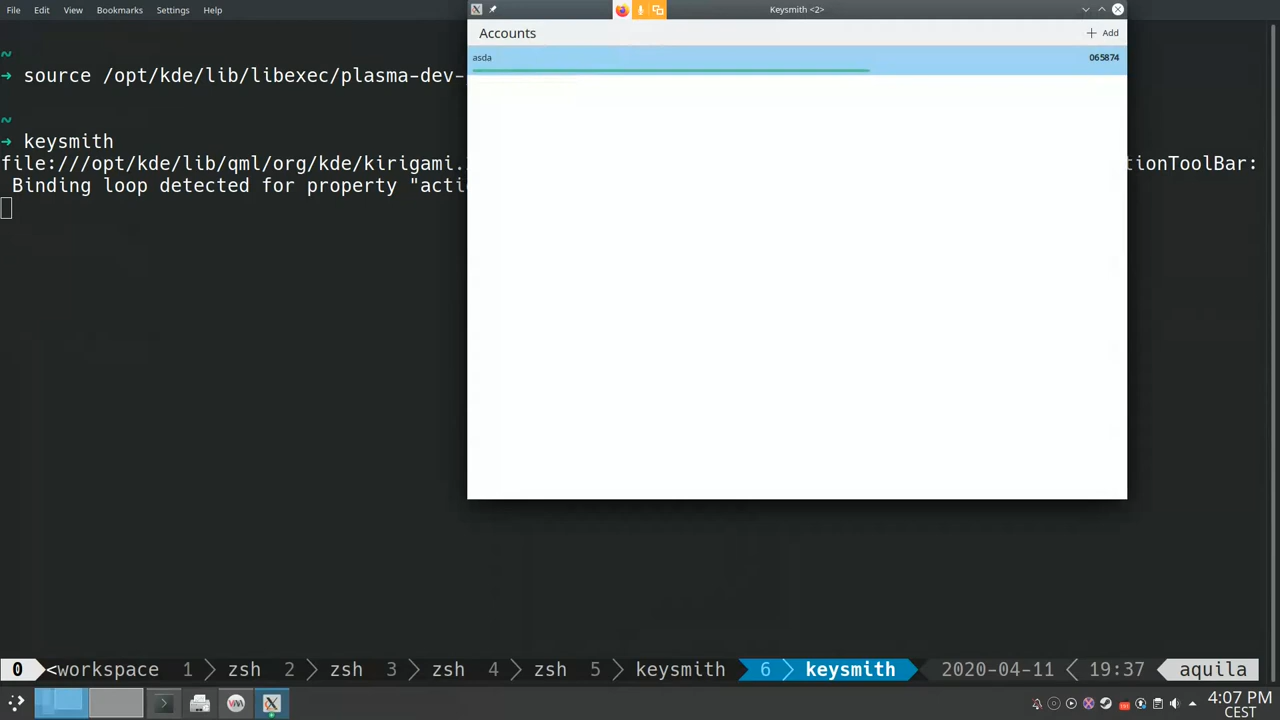 File Edit View Bookmarks Settings Help
Keysmith <2>
Accounts
Add
asda
065874
~
➜ source /opt/kde/lib/libexec/plasma-dev-
~
➜ keysmith
file:///opt/kde/lib/qml/org/kde/kirigami.
tionToolBar:
Binding loop detected for property "actio
0 <workspace 1 zsh 2 zsh 3 zsh 4 zsh 5 keysmith 6 keysmith 2020-04-11 19:37 aquila
4:07 PM
CEST